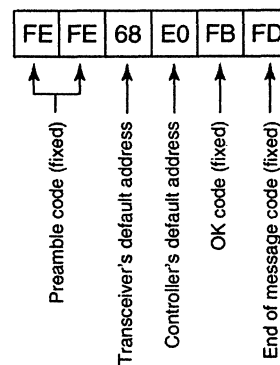 FE FE 68 E0 FB FD
Preamble code (fixed)
Transceiver's default address
Controller's default address
OK code (fixed)
End of message code (fixed)